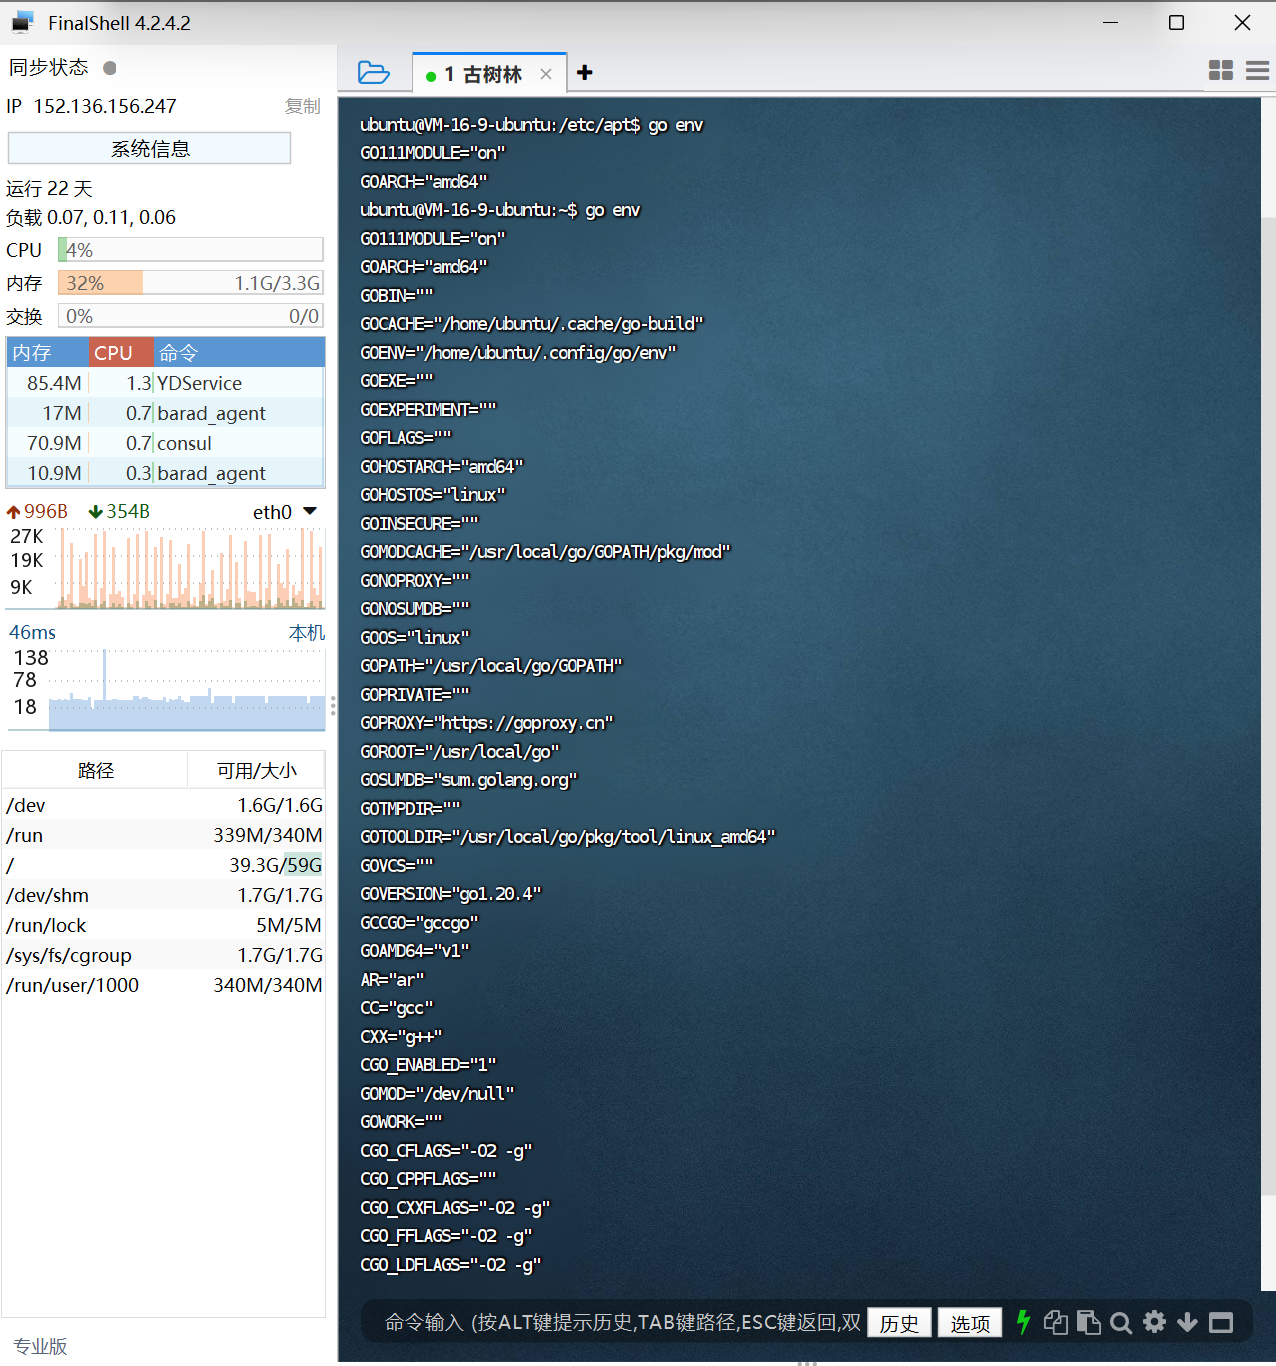 FinalShell 4.2.4.2
同步状态
IP 152.136.156.247 复制
系统信息
运行 22 天
负载 0.07, 0.11, 0.06
CPU 4%
内存 32% 1.1G/3.3G
交换 0% 0/0
内存 CPU 命令
85.4M 1.3 YDService
17M 0.7 barad_agent
70.9M 0.7 consul
10.9M 0.3 barad_agent
996B 354B eth0
27K
19K
9K
46ms 本机
138
78
18
路径 可用/大小
/dev 1.6G/1.6G
/run 339M/340M
/ 39.3G/59G
/dev/shm 1.7G/1.7G
/run/lock 5M/5M
/sys/fs/cgroup 1.7G/1.7G
/run/user/1000 340M/340M
专业版
1 古树林
ubuntu@VM-16-9-ubuntu:/etc/apt$ go env
GO111MODULE="on"
GOARCH="amd64"
ubuntu@VM-16-9-ubuntu:~$ go env
GO111MODULE="on"
GOARCH="amd64"
GOBIN=""
GOCACHE="/home/ubuntu/.cache/go-build"
GOENV="/home/ubuntu/.config/go/env"
GOEXE=""
GOEXPERIMENT=""
GOFLAGS=""
GOHOSTARCH="amd64"
GOHOSTOS="linux"
GOINSECURE=""
GOMODCACHE="/usr/local/go/GOPATH/pkg/mod"
GONOPROXY=""
GONOSUMDB=""
GOOS="linux"
GOPATH="/usr/local/go/GOPATH"
GOPRIVATE=""
GOPROXY="https://goproxy.cn"
GOROOT="/usr/local/go"
GOSUMDB="sum.golang.org"
GOTMPDIR=""
GOTOOLDIR="/usr/local/go/pkg/tool/linux_amd64"
GOVCS=""
GOVERSION="go1.20.4"
GCCGO="gccgo"
GOAMD64="v1"
AR="ar"
CC="gcc"
CXX="g++"
CGO_ENABLED="1"
GOMOD="/dev/null"
GOWORK=""
CGO_CFLAGS="-O2 -g"
CGO_CPPFLAGS=""
CGO_CXXFLAGS="-O2 -g"
CGO_FFLAGS="-O2 -g"
CGO_LDFLAGS="-O2 -g"
命令输入 (按ALT键提示历史,TAB键路径,ESC键返回,双 历史 选项